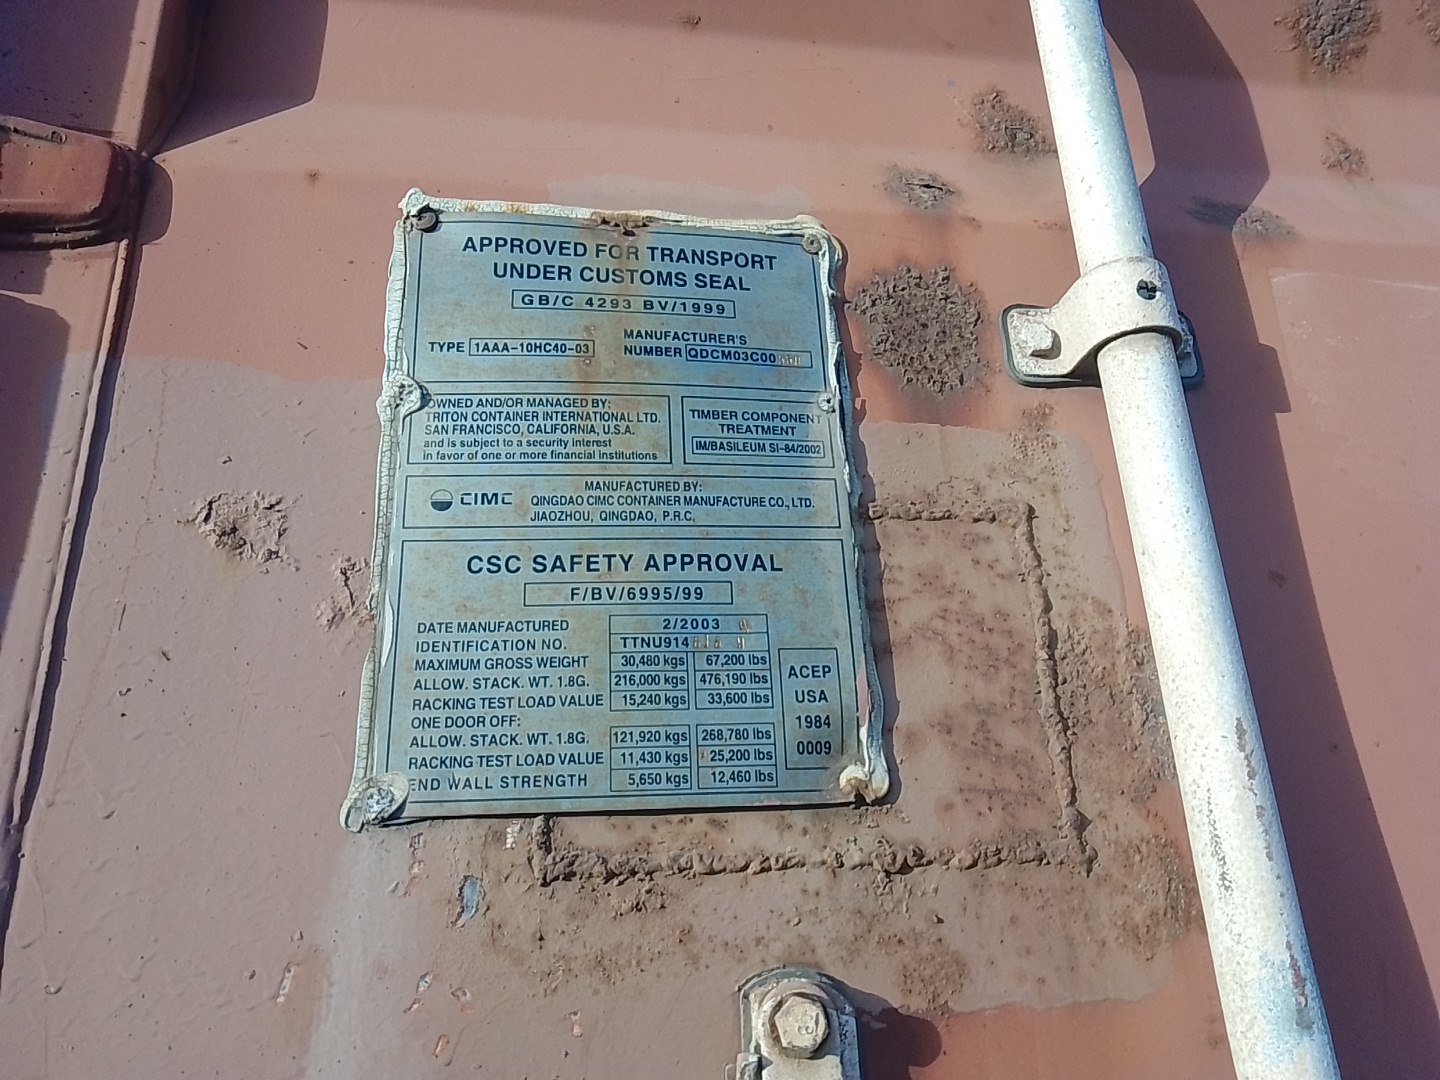 APPROVED FOR TRANSPORT
UNDER CUSTOMS SEAL
GB/C 4293 BV/1999
TYPE 1AAA-10HC40-03
MANUFACTURER'S
NUMBER QDCM03C00
OWNED AND/OR MANAGED BY:
TRITON CONTAINER INTERNATIONAL LTD.
SAN FRANCISCO, CALIFORNIA, U.S.A.
and is subject to a security interest
in favor of one or more financial institutions
TIMBER COMPONENT
TREATMENT
IM/BASILEUM SI-84/2002
MANUFACTURED BY:
CIMC QINGDAO CIMC CONTAINER MANUFACTURE CO., LTD.
JIAOZHOU, QINGDAO, P.R.C.
CSC SAFETY APPROVAL
F/BV/6995/99
DATE MANUFACTURED 2/2003
IDENTIFICATION NO. TTNU914
MAXIMUM GROSS WEIGHT 30,480 kgs 67,200 lbs
ALLOW. STACK. WT. 1.8G. 216,000 kgs 476,190 lbs
RACKING TEST LOAD VALUE 15,240 kgs 33,600 lbs
ONE DOOR OFF:
ALLOW. STACK. WT. 1.8G. 121,920 kgs 268,780 lbs
RACKING TEST LOAD VALUE 11,430 kgs 25,200 lbs
END WALL STRENGTH 5,650 kgs 12,460 lbs
ACEP
USA
1984
0009